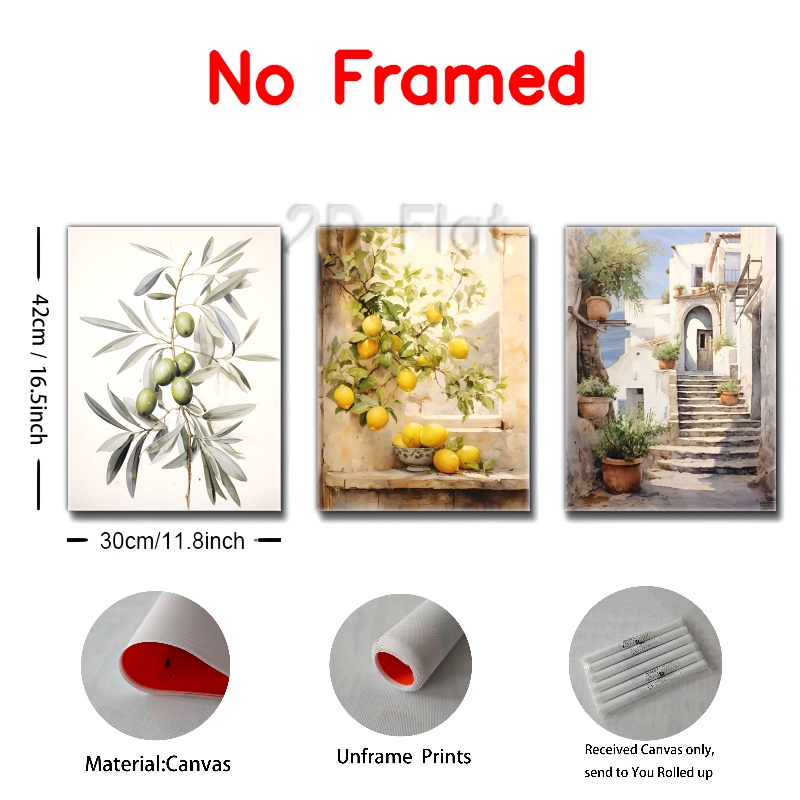 No Framed
2D Flat
42cm / 16.5inch
30cm/11.8inch
Material:Canvas
Unframe Prints
Received Canvas only,
send to You Rolled up